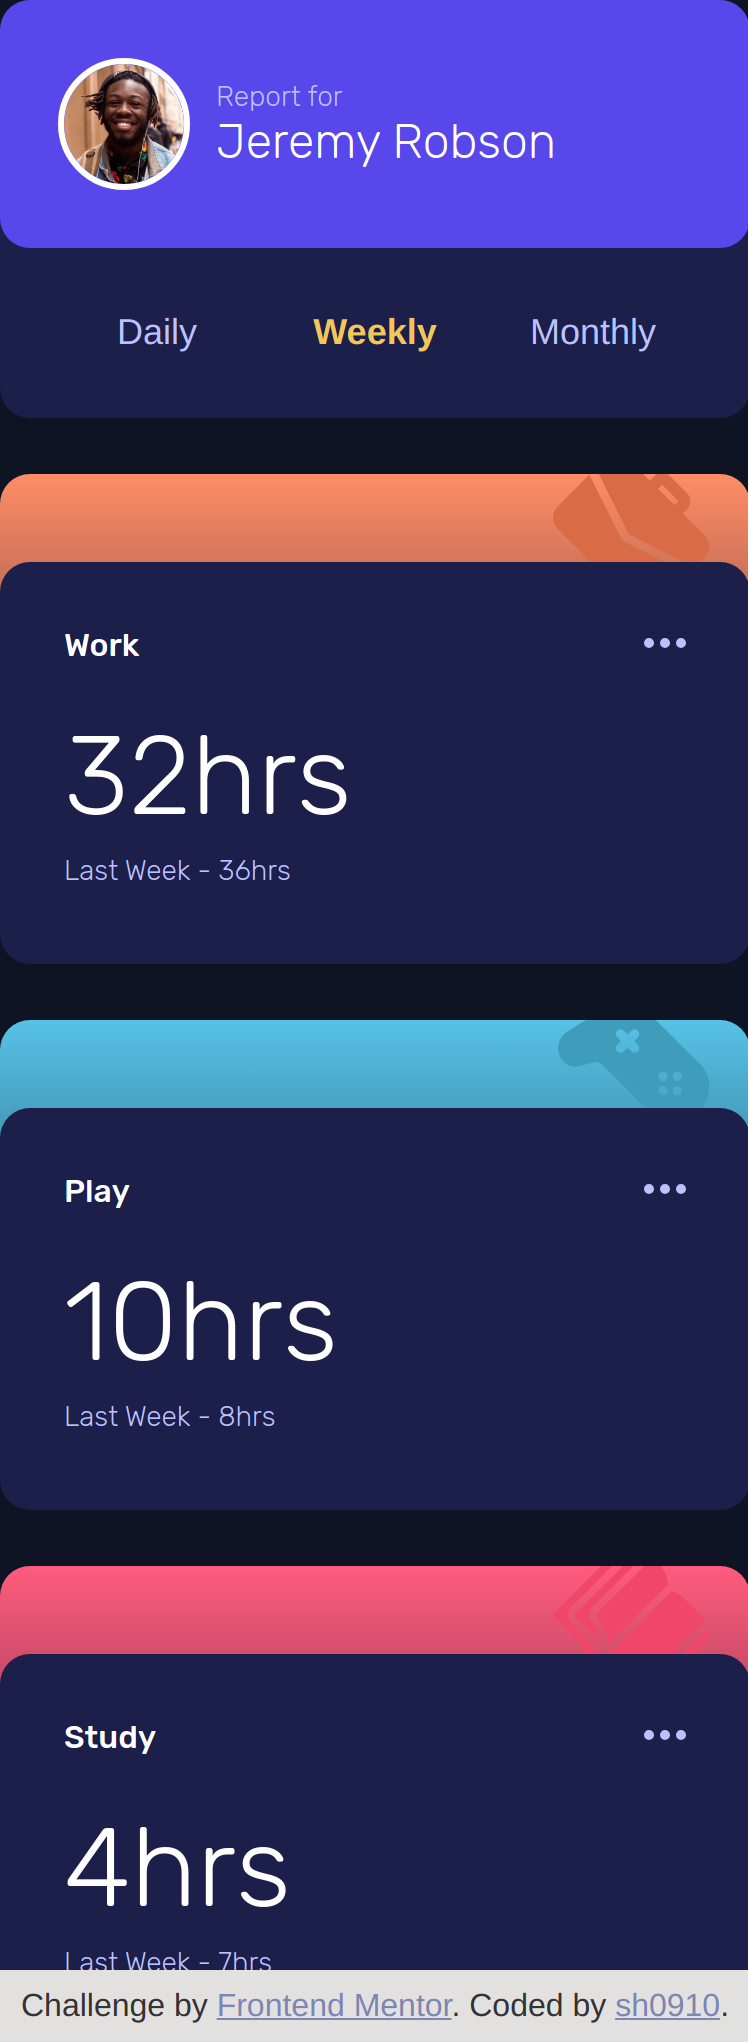 Report for
Jeremy Robson
Daily Weekly Monthly
Work
32hrs
Last Week - 36hrs
Play
10hrs
Last Week - 8hrs
Study
4hrs
Last Week - 7hrs
Challenge by Frontend Mentor. Coded by sh0910.